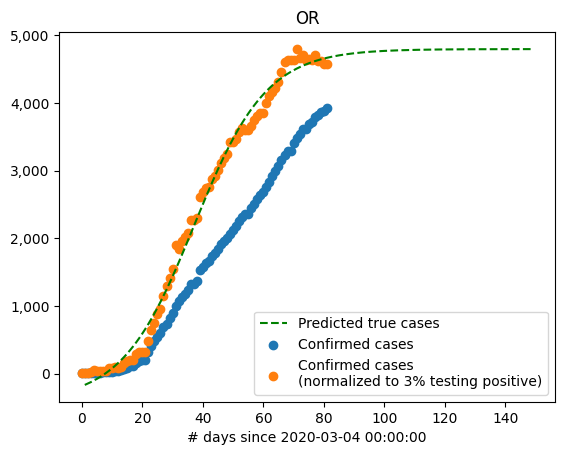 OR
5,000
4,000
3,000
2,000
1,000
0
0 20 40 60 80 100 120 140
# days since 2020-03-04 00:00:00
Predicted true cases
Confirmed cases
Confirmed cases
(normalized to 3% testing positive)